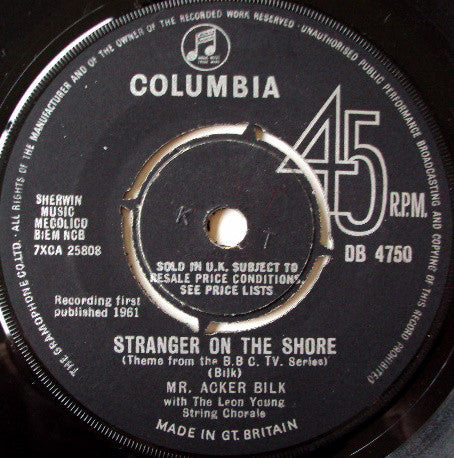 THE GRAMOPHONE CO. LTD. · ALL RIGHTS OF THE MANUFACTURER AND OF THE OWNER OF THE RECORDED WORK RESERVED · UNAUTHORISED PUBLIC PERFORMANCE BROADCASTING AND COPYING OF THIS RECORD PROHIBITED
COLUMBIA
45
R.P.M.
SHERWIN
MUSIC
MECOLICO
BIEM NCB
7XCA 25808
K T
DB 4750
SOLD IN U.K. SUBJECT TO
RESALE PRICE CONDITIONS,
SEE PRICE LISTS
Recording first
published 1961
STRANGER ON THE SHORE
(Theme from the B.B C. TV. Series)
(Bilk)
MR. ACKER BILK
with The Leon Young
String Chorale
MADE IN GT. BRITAIN